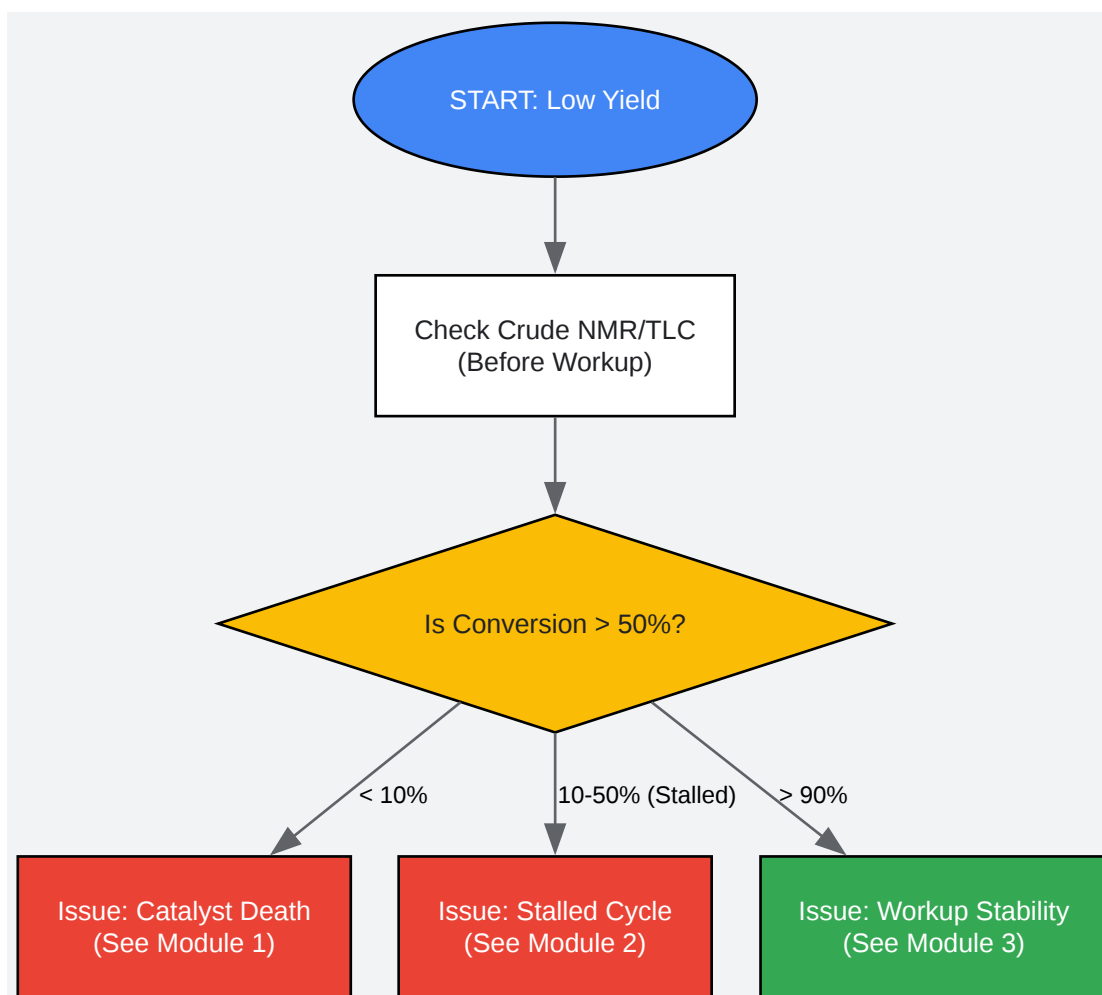 START: Low Yield
Check Crude NMR/TLC
(Before Workup)
Is Conversion > 50%?
< 10%
10-50% (Stalled)
> 90%
Issue: Catalyst Death
(See Module 1)
Issue: Stalled Cycle
(See Module 2)
Issue: Workup Stability
(See Module 3)